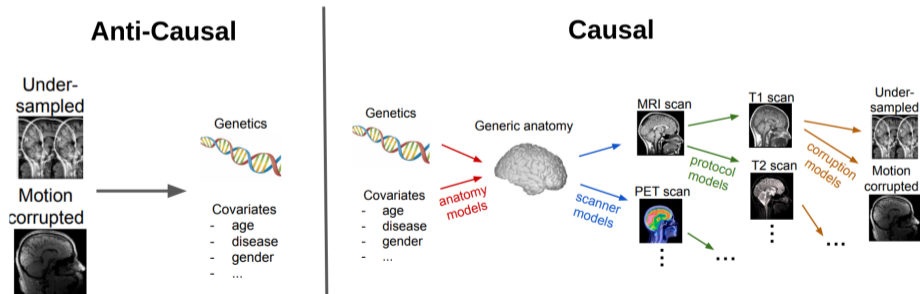 Anti-Causal
Under-
sampled
Motion
corrupted
Genetics
Covariates
- age
- disease
- gender
- ...
Causal
Genetics
Covariates
- age
- disease
- gender
- ...
anatomy
models
Generic anatomy
scanner
models
MRI scan
PET scan
protocol
models
...
T1 scan
T2 scan
corruption
models
...
Under-
sampled
Motion
corrupted